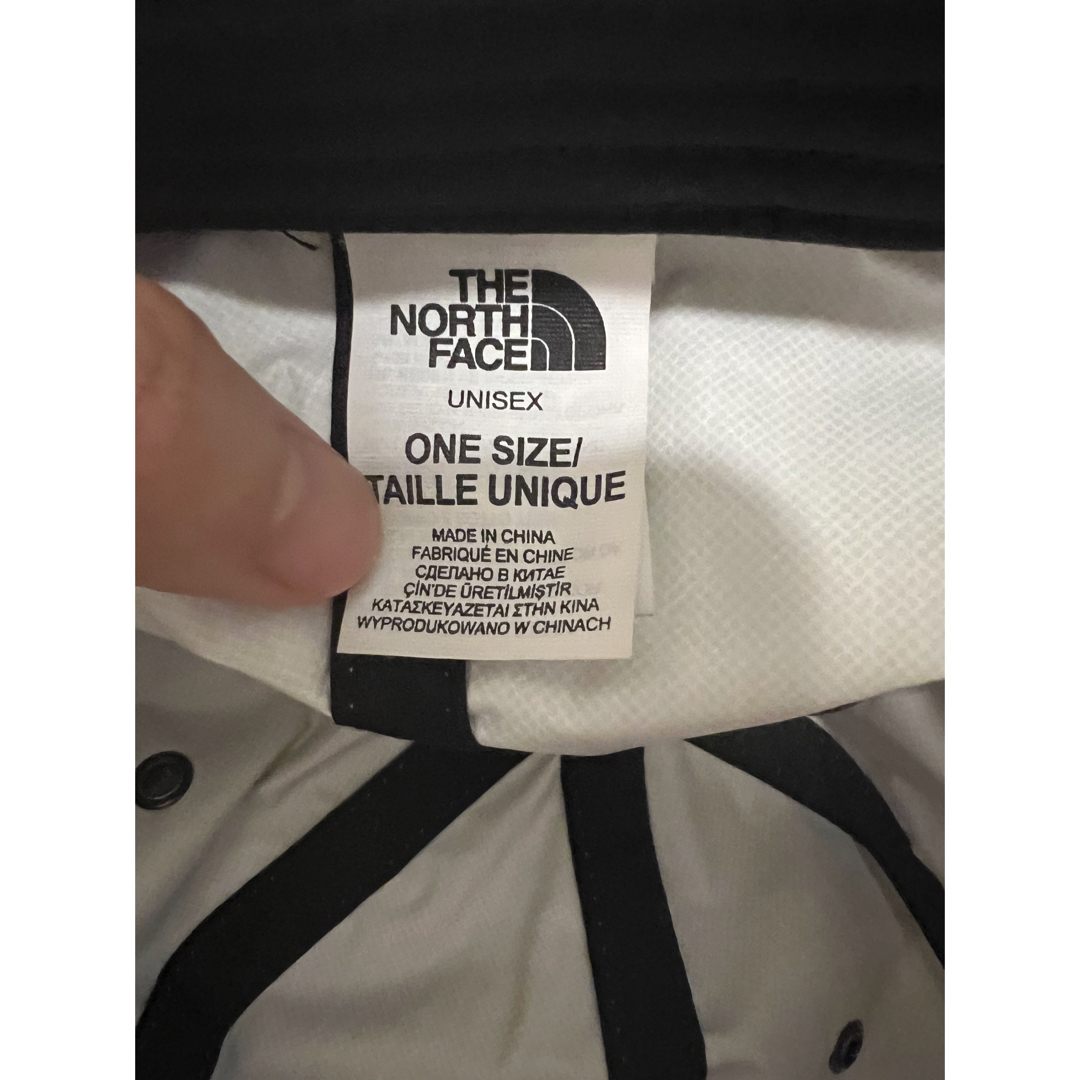 THE
NORTH
FACE
UNISEX
ONE SIZE/
TAILLE UNIQUE
MADE IN CHINA
FABRIQUÉ EN CHINE
СДЕЛАНО В КИТАЕ
ÇİN'DE ÜRETİLMİŞTİR
ΚΑΤΑΣΚΕΥΑΖΕΤΑΙ ΣΤΗΝ ΚΙΝΑ
WYPRODUKOWANO W CHINACH